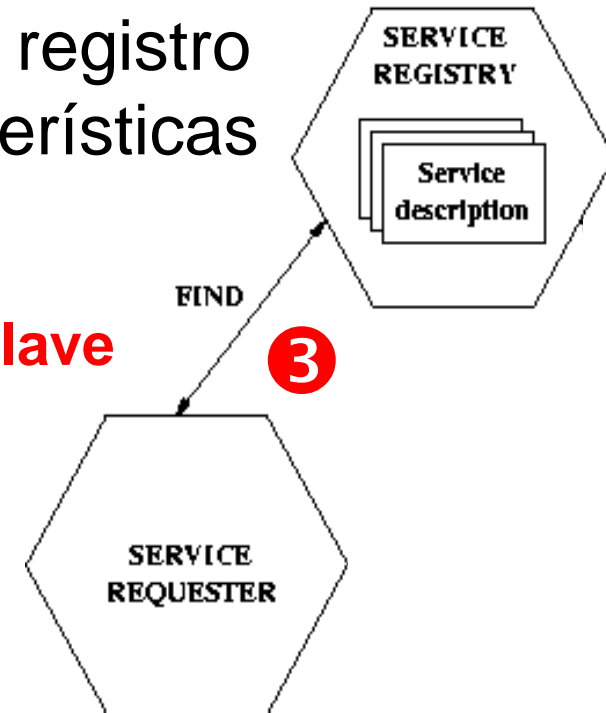 registro
erísticas
SERVICE
REGISTRY
Service
description
FIND
lave
3
SERVICE
REQUESTER